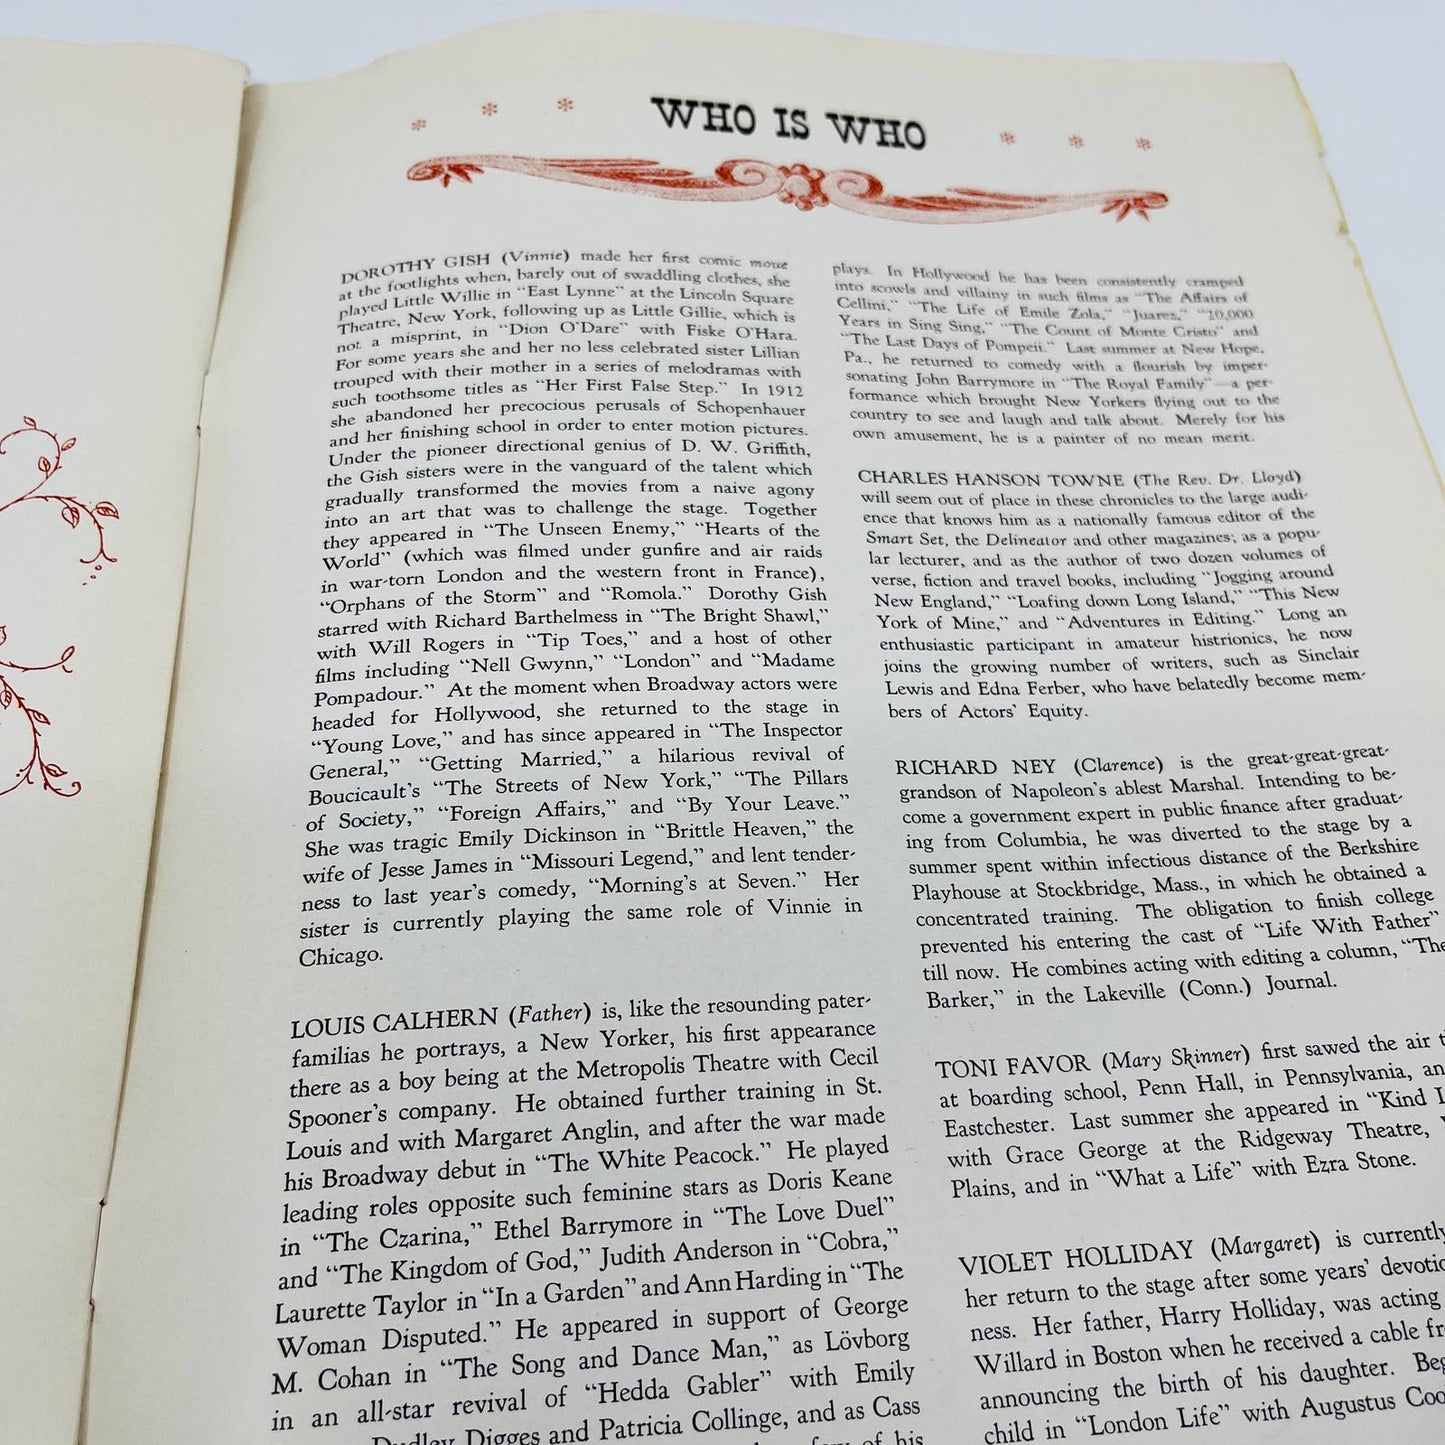 WHO IS WHO
DOROTHY GISH (Vinnie) made her first comic moue
at the footlights when, barely out of swaddling clothes, she
played Little Willie in "East Lynne" at the Lincoln Square
Theatre, New York, following up as Little Gillie, which is
not a misprint, in "Dion O'Dare" with Fiske O'Hara.
For some years she and her no less celebrated sister Lillian
trouped with their mother in a series of melodramas with
such toothsome titles as "Her First False Step." In 1912
she abandoned her precocious perusals of Schopenhauer
and her finishing school in order to enter motion pictures.
Under the pioneer directional genius of D. W. Griffith,
the Gish sisters were in the vanguard of the talent which
gradually transformed the movies from a naive agony
into an art that was to challenge the stage. Together
they appeared in "The Unseen Enemy," "Hearts of the
World" (which was filmed under gunfire and air raids
in war-torn London and the western front in France),
"Orphans of the Storm" and "Romola." Dorothy Gish
starred with Richard Barthelmess in "The Bright Shawl,"
with Will Rogers in "Tip Toes," and a host of other
films including "Nell Gwynn," "London" and "Madame
Pompadour." At the moment when Broadway actors were
headed for Hollywood, she returned to the stage in
"Young Love," and has since appeared in "The Inspector
General," "Getting Married," a hilarious revival of
Boucicault's "The Streets of New York," "The Pillars
of Society," "Foreign Affairs," and "By Your Leave."
She was tragic Emily Dickinson in "Brittle Heaven," the
wife of Jesse James in "Missouri Legend," and lent tender-
ness to last year's comedy, "Morning's at Seven." Her
sister is currently playing the same role of Vinnie in
Chicago.
LOUIS CALHERN (Father) is, like the resounding pater-
familias he portrays, a New Yorker, his first appearance
there as a boy being at the Metropolis Theatre with Cecil
Spooner's company. He obtained further training in St.
Louis and with Margaret Anglin, and after the war made
his Broadway debut in "The White Peacock." He played
leading roles opposite such feminine stars as Doris Keane
in "The Czarina," Ethel Barrymore in "The Love Duel"
and "The Kingdom of God," Judith Anderson in "Cobra,"
Laurette Taylor in "In a Garden" and Ann Harding in "The
Woman Disputed." He appeared in support of George
M. Cohan in "The Song and Dance Man," as Lövborg
in an all-star revival of "Hedda Gabler" with Emily
Dudley Digges and Patricia Collinge, and as Cass
few of his
plays. In Hollywood he has been consistently cramped
into scowls and villainy in such films as "The Affairs of
Cellini," "The Life of Emile Zola," "Juarez," "20,000
Years in Sing Sing," "The Count of Monte Cristo" and
"The Last Days of Pompeii." Last summer at New Hope,
Pa., he returned to comedy with a flourish by imper-
sonating John Barrymore in "The Royal Family"—a per-
formance which brought New Yorkers flying out to the
country to see and laugh and talk about. Merely for his
own amusement, he is a painter of no mean merit.
CHARLES HANSON TOWNE (The Rev. Dr. Lloyd)
will seem out of place in these chronicles to the large audi-
ence that knows him as a nationally famous editor of the
Smart Set, the Delineator and other magazines; as a popu-
lar lecturer, and as the author of two dozen volumes of
verse, fiction and travel books, including "Jogging around
New England," "Loafing down Long Island," "This New
York of Mine," and "Adventures in Editing." Long an
enthusiastic participant in amateur histrionics, he now
joins the growing number of writers, such as Sinclair
Lewis and Edna Ferber, who have belatedly become mem-
bers of Actors' Equity.
RICHARD NEY (Clarence) is the great-great-great-
grandson of Napoleon's ablest Marshal. Intending to be-
come a government expert in public finance after graduat-
ing from Columbia, he was diverted to the stage by a
summer spent within infectious distance of the Berkshire
Playhouse at Stockbridge, Mass., in which he obtained a
concentrated training. The obligation to finish college
prevented his entering the cast of "Life With Father"
till now. He combines acting with editing a column, "The
Barker," in the Lakeville (Conn.) Journal.
TONI FAVOR (Mary Skinner) first sawed the air
at boarding school, Penn Hall, in Pennsylvania,
Eastchester. Last summer she appeared in "Kind
with Grace George at the Ridgeway Theatre,
Plains, and in "What a Life" with Ezra Stone.
VIOLET HOLLIDAY (Margaret) is currently
her return to the stage after some years'
ness. Her father, Harry Holliday, was acting
Willard in Boston when he received a cable
announcing the birth of his daughter.
child in "London Life" with Augustus